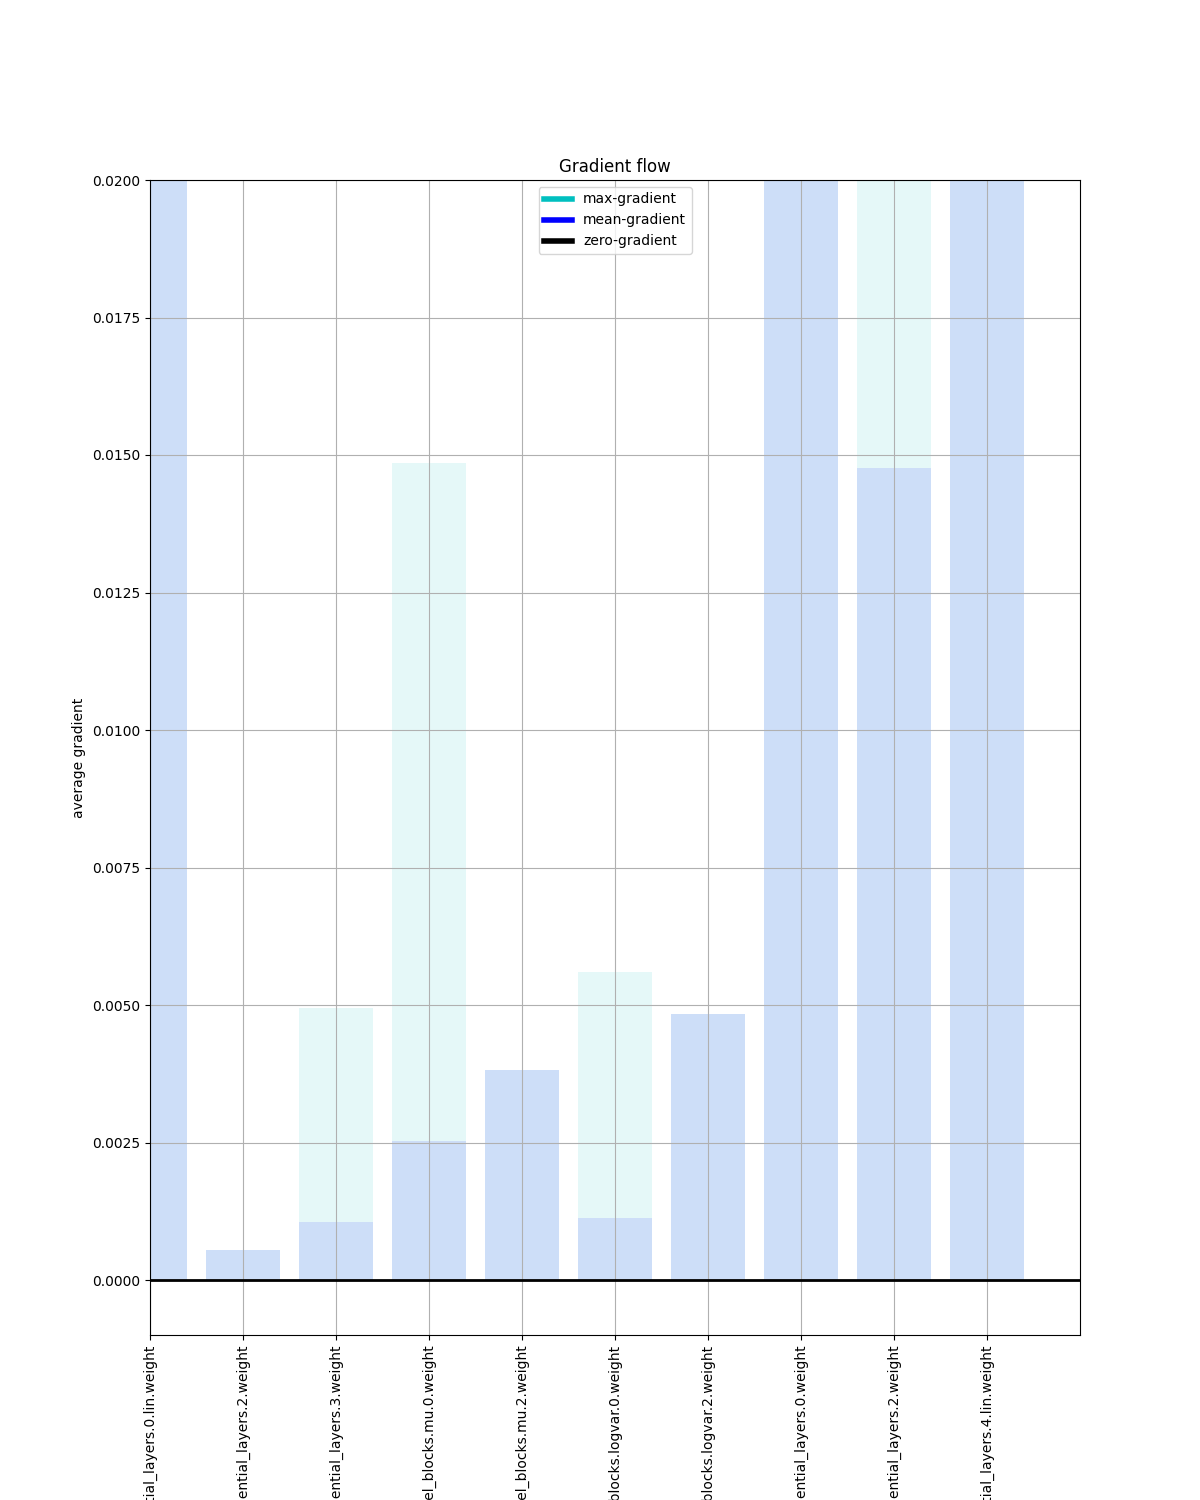 Gradient flow
max-gradient
mean-gradient
zero-gradient
0.0200
0.0175
0.0150
0.0125
0.0100
0.0075
0.0050
0.0025
0.0000
average gradient
tial_layers.0.lin.weight
ential_layers.2.weight
ential_layers.3.weight
el_blocks.mu.0.weight
el_blocks.mu.2.weight
blocks.logvar.0.weight
blocks.logvar.2.weight
ential_layers.0.weight
ential_layers.2.weight
tial_layers.4.lin.weight